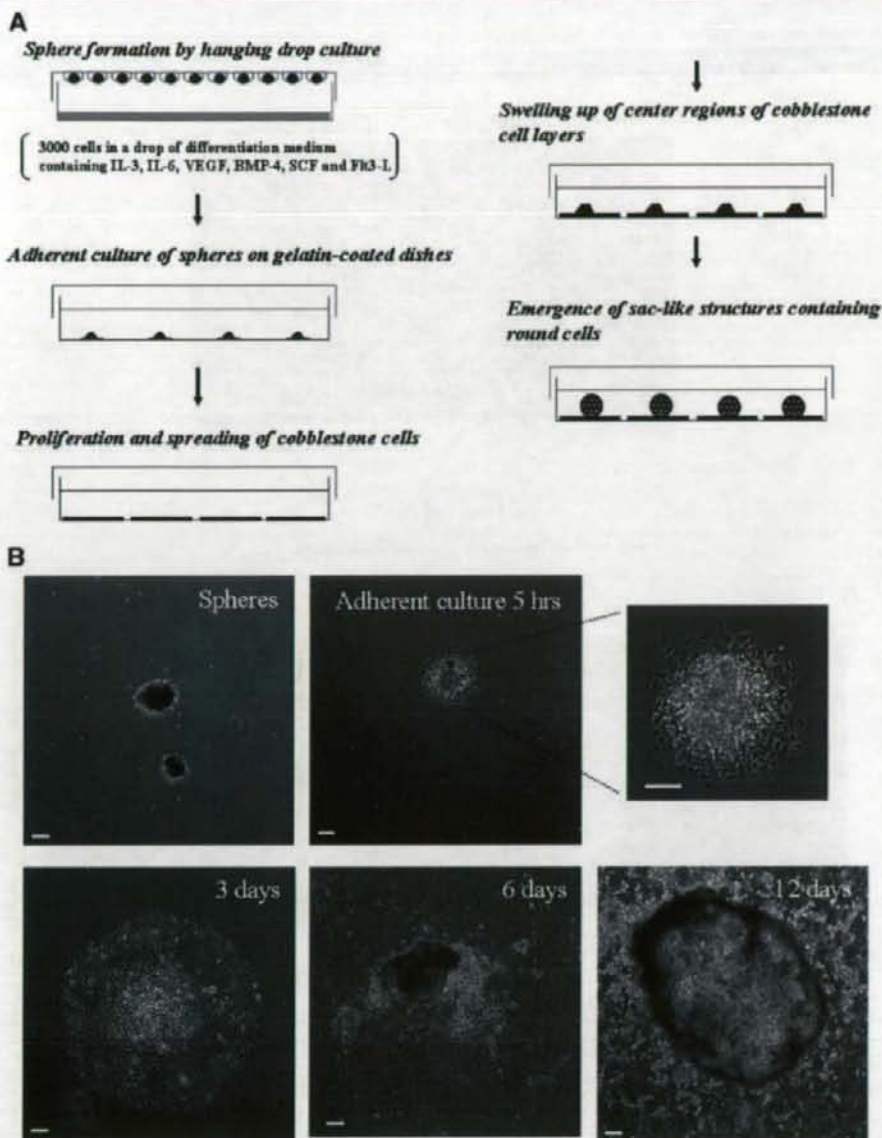 A
Sphere formation by hanging drop culture
3000 cells in a drop of differentiation medium
containing IL-3, IL-6, VEGF, BMP-4, SCF and Flt3-L
Adherent culture of spheres on gelatin-coated dishes
Proliferation and spreading of cobblestone cells
Swelling up of center regions of cobblestone
cell layers
Emergence of sac-like structures containing
round cells
B
Spheres
Adherent culture 5 hrs
3 days
6 days
12 days